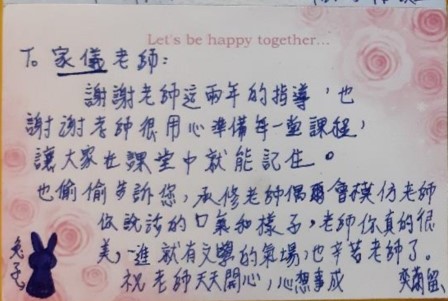 Let's be happy together...
To 家儀老師：
謝謝老師這兩年的指導，也
謝謝老師很用心準備每一堂課程，
讓大家在課堂中就能記住。
也偷偷告訴您，承修老師偶爾會模仿老師
你說話的口氣和樣子，老師你真的很
美，一進就有文學的氣場，也辛苦老師了。
祝老師天天開心，心想事成
兔子
留